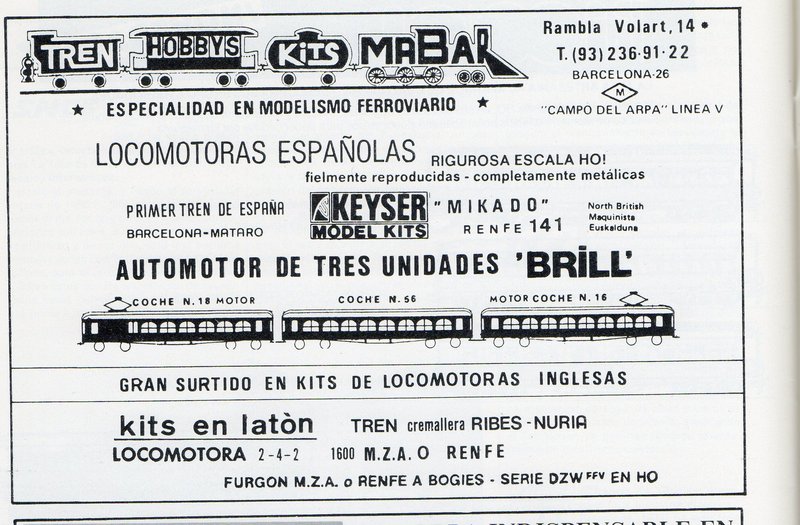 TREN HOBBYS KITS MABAR
Rambla Volart, 14 •
T. (93) 236-91-22
BARCELONA-26
M
"CAMPO DEL ARPA" LINEA V
★ ESPECIALIDAD EN MODELISMO FERROVIARIO ★
LOCOMOTORAS ESPAÑOLAS RIGUROSA ESCALA HO!
fielmente reproducidas - completamente metálicas
PRIMER TREN DE ESPAÑA
BARCELONA-MATARO
KEYSER
MODEL KITS
"MIKADO"
RENFE 141
North British
Maquinista
Euskalduna
AUTOMOTOR DE TRES UNIDADES 'BRILL'
COCHE N. 18 MOTOR COCHE N. 56 MOTOR COCHE N. 16
GRAN SURTIDO EN KITS DE LOCOMOTORAS INGLESAS
kits en latòn TREN cremallera RIBES - NURIA
LOCOMOTORA 2-4-2 1600 M.Z.A. O RENFE
FURGON M.Z.A. o RENFE A BOGIES - SERIE DZW FFV EN HO
INDISPENSABLE EN